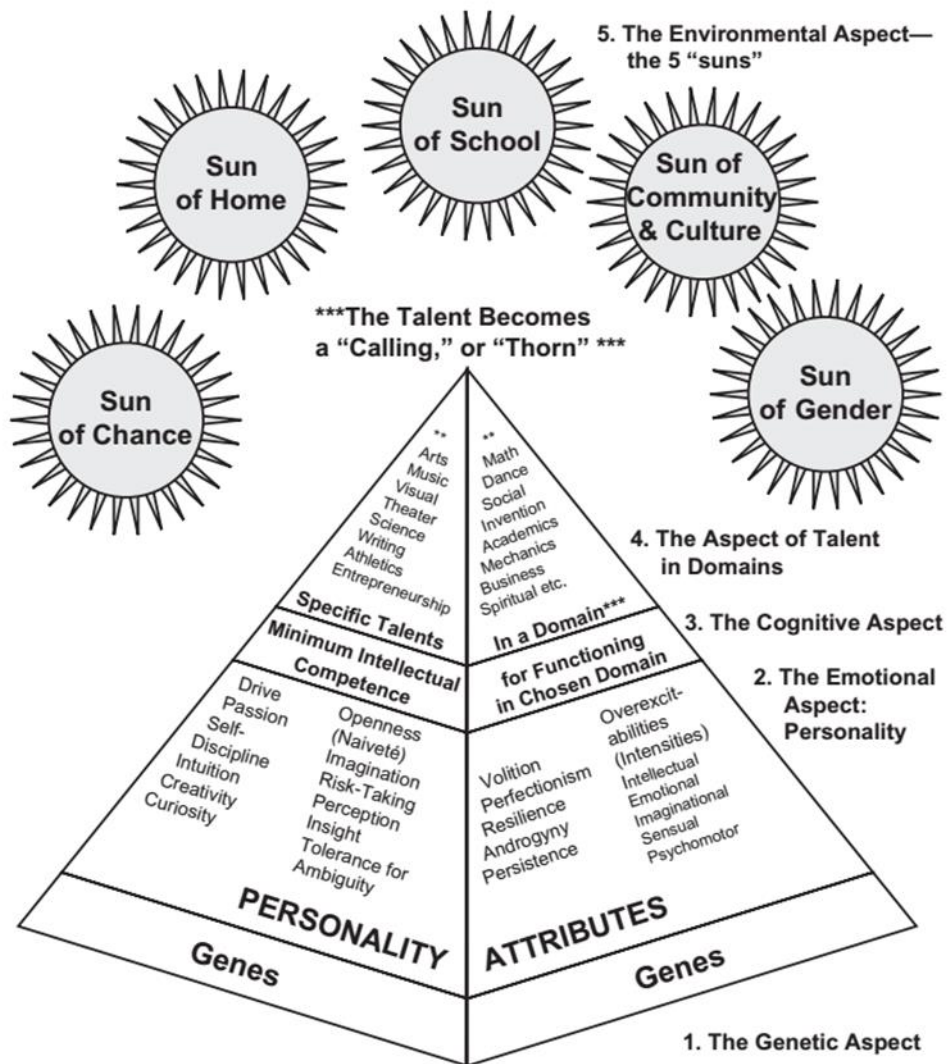 5. The Environmental Aspect—
the 5 “suns”
Sun
of School
Sun
of Home
Sun of
Community
& Culture
***The Talent Becomes
a “Calling,” or “Thorn” ***
Sun
of Chance
Sun
of Gender
**
Arts
Music
Visual
Theater
Science
Writing
Athletics
Entrepreneurship
**
Math
Dance
Social
Invention
Academics
Mechanics
Business
Spiritual etc.
4. The Aspect of Talent
in Domains
Specific Talents
In a Domain***
3. The Cognitive Aspect
Minimum Intellectual
Competence
for Functioning
in Chosen Domain
2. The Emotional
Aspect:
Personality
Drive
Passion
Self-
Discipline
Intuition
Creativity
Curiosity
Openness
(Naiveté)
Imagination
Risk-Taking
Perception
Insight
Tolerance for
Ambiguity
Volition
Perfectionism
Resilience
Androgyny
Persistence
Overexcit-
abilities
(Intensities)
Intellectual
Emotional
Imaginational
Sensual
Psychomotor
PERSONALITY
ATTRIBUTES
Genes
Genes
1. The Genetic Aspect